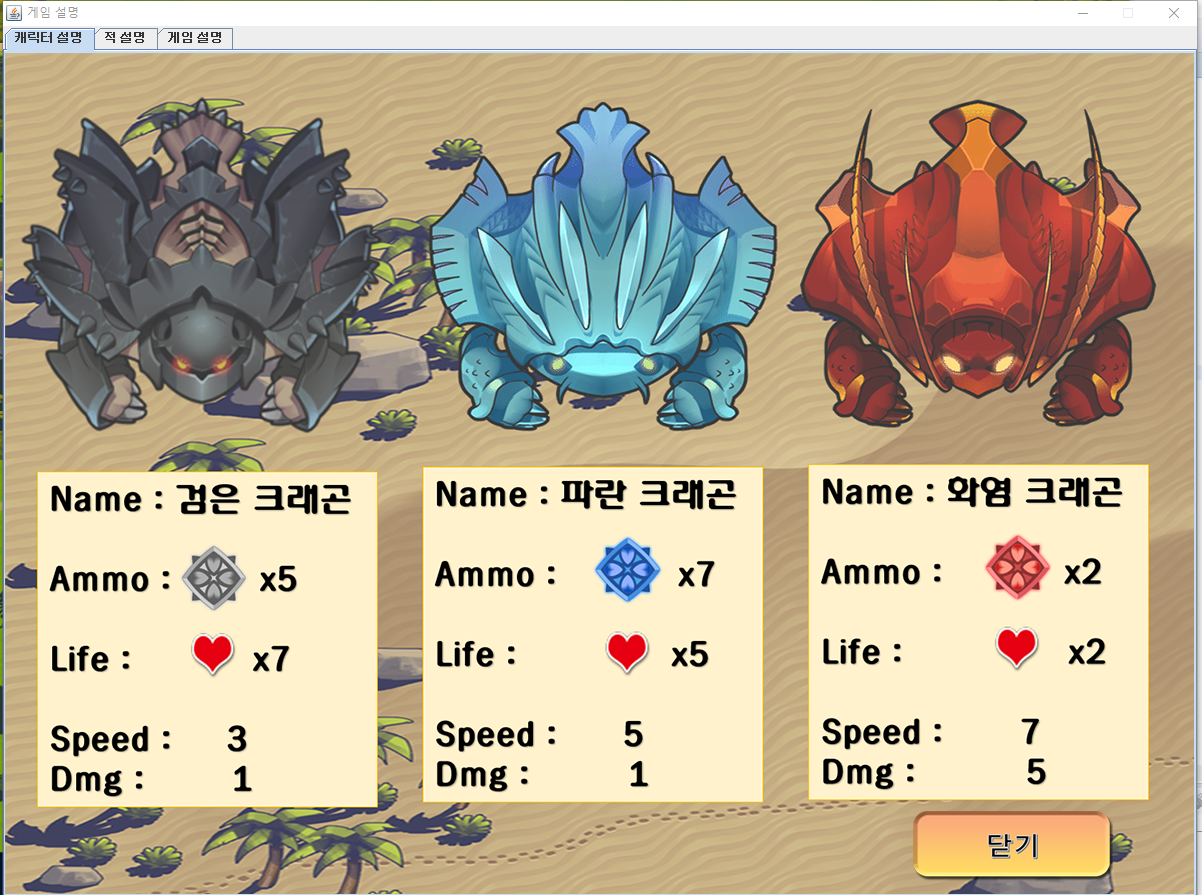 게임 설명
캐릭터 설명 적 설명 게임 설명
Name : 검은 크래곤
Ammo : x5
Life : x7
Speed : 3
Dmg : 1
Name : 파란 크래곤
Ammo : x7
Life : x5
Speed : 5
Dmg : 1
Name : 화염 크래곤
Ammo : x2
Life : x2
Speed : 7
Dmg : 5
닫기